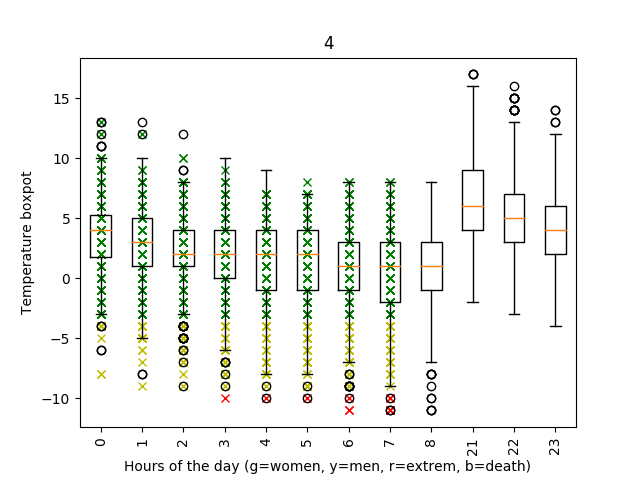 4
Temperature boxpot
15
10
5
0
−5
−10
0 1 2 3 4 5 6 7 8 21 22 23
Hours of the day (g=women, y=men, r=extrem, b=death)